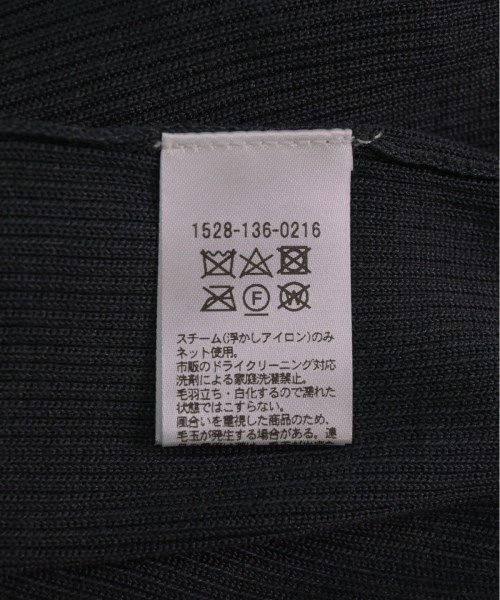 1528-136-0216
F W
スチーム(浮かしアイロン)のみ
ネット使用。
市販のドライクリーニング対応
洗剤による家庭洗濯禁止。
毛羽立ち・白化するので濡れた
状態ではこすらない。
風合いを重視した商品のため、
毛玉が発生する場合がある。連